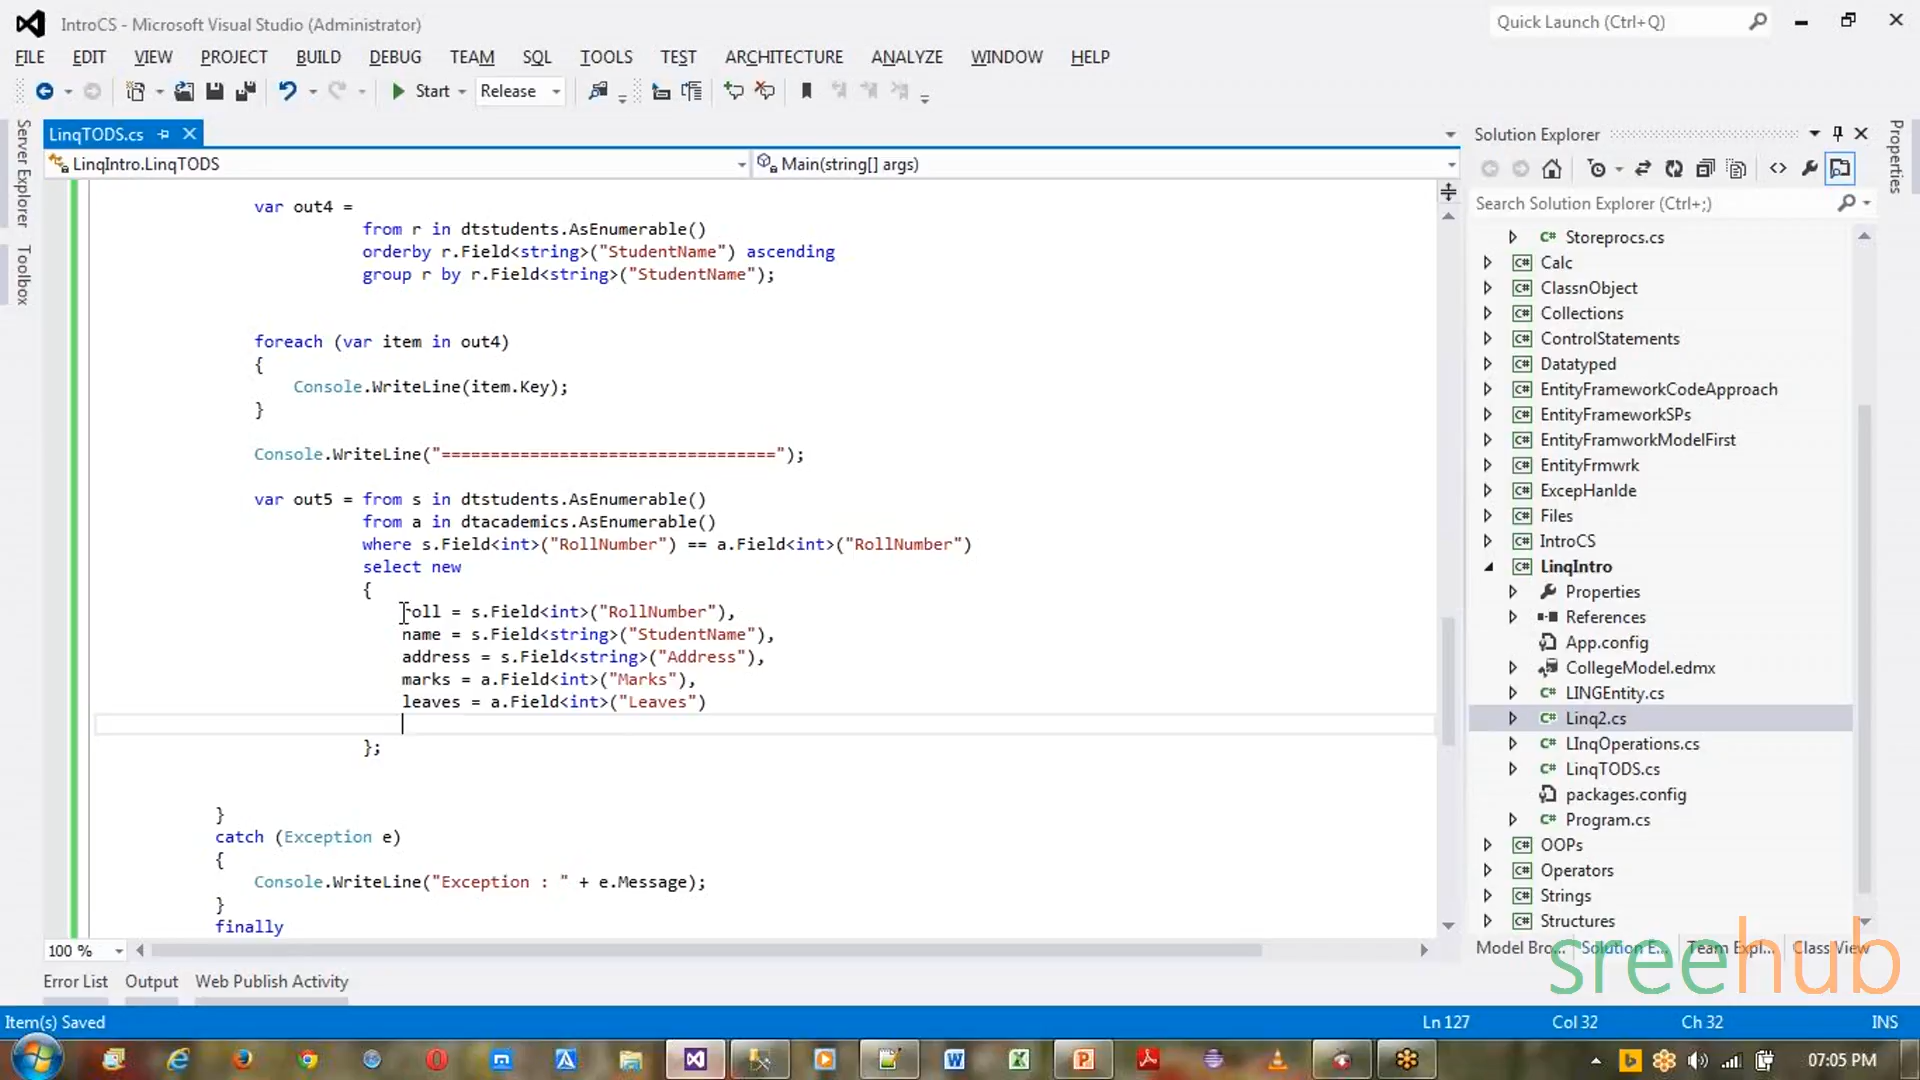 IntroCS - Microsoft Visual Studio (Administrator)
Quick Launch (Ctrl+Q)
FILE EDIT VIEW PROJECT BUILD DEBUG TEAM SQL TOOLS TEST ARCHITECTURE ANALYZE WINDOW HELP
Start Release
Server Explorer
Toolbox
LinqTODS.cs
LinqIntro.LinqTODS
Main(string[] args)
var out4 =
from r in dtstudents.AsEnumerable()
orderby r.Field<string>("StudentName") ascending
group r by r.Field<string>("StudentName");
foreach (var item in out4)
{
Console.WriteLine(item.Key);
}
Console.WriteLine("==================================");
var out5 = from s in dtstudents.AsEnumerable()
from a in dtacademics.AsEnumerable()
where s.Field<int>("RollNumber") == a.Field<int>("RollNumber")
select new
{
roll = s.Field<int>("RollNumber"),
name = s.Field<string>("StudentName"),
address = s.Field<string>("Address"),
marks = a.Field<int>("Marks"),
leaves = a.Field<int>("Leaves")
};
}
catch (Exception e)
{
Console.WriteLine("Exception : " + e.Message);
}
finally
100 %
Solution Explorer
Search Solution Explorer (Ctrl+;)
C# Storeprocs.cs
C# Calc
C# ClassnObject
C# Collections
C# ControlStatements
C# Datatyped
C# EntityFrameworkCodeApproach
C# EntityFrameworkSPs
C# EntityFramworkModelFirst
C# EntityFrmwrk
C# ExcepHanlde
C# Files
C# IntroCS
C# LinqIntro
Properties
References
App.config
CollegeModel.edmx
C# LINGEntity.cs
C# Linq2.cs
C# LInqOperations.cs
C# LinqTODS.cs
packages.config
C# Program.cs
C# OOPs
C# Operators
C# Strings
C# Structures
Model Bro... Solution E... Team Expl... Class View
Properties
sreehub
Error List Output Web Publish Activity
Item(s) Saved
Ln 127 Col 32 Ch 32 INS
07:05 PM